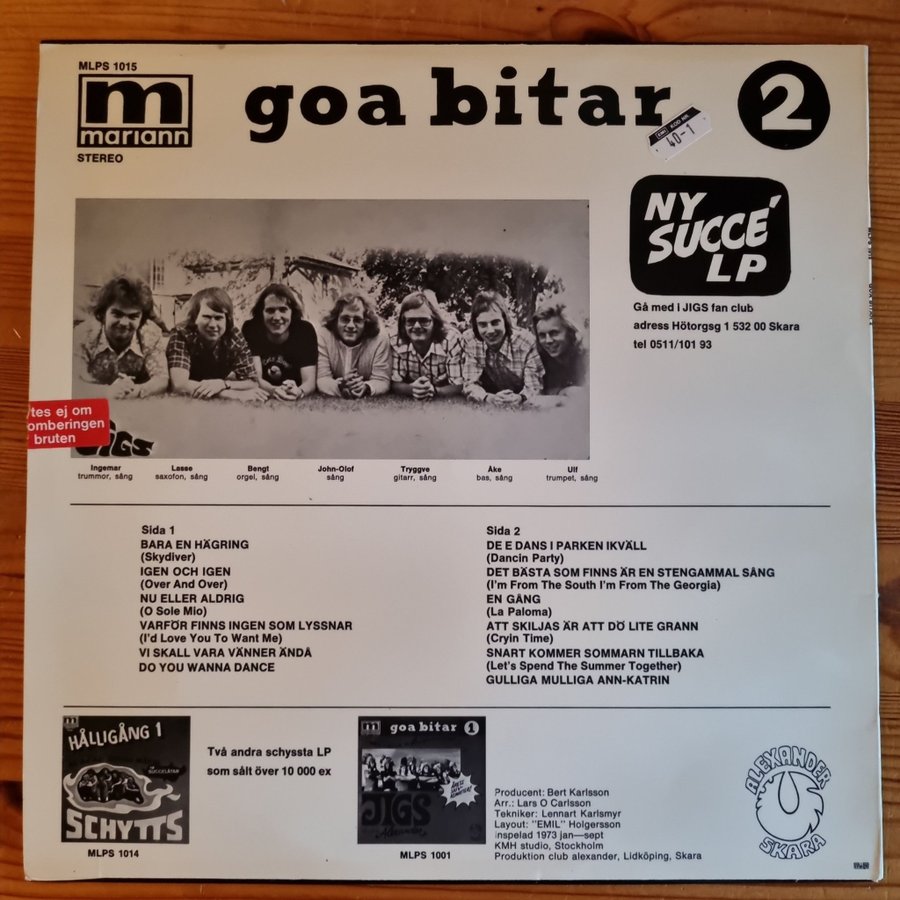 MLPS 1015
m
mariann
STEREO
goa bitar
2
40-1
NY
SUCCÉ
LP
Gå med i JIGS fan club
adress Hötorgsg 1 532 00 Skara
tel 0511/101 93
tes ej om
omberingen
bruten
JIGS
Ingemar
trummor, sång
Lasse
saxofon, sång
Bengt
orgel, sång
John-Olof
sång
Tryggve
gitarr, sång
Åke
bas, sång
Ulf
trumpet, sång
Sida 1
BARA EN HÄGRING
(Skydiver)
IGEN OCH IGEN
(Over And Over)
NU ELLER ALDRIG
(O Sole Mio)
VARFÖR FINNS INGEN SOM LYSSNAR
(I'd Love You To Want Me)
VI SKALL VARA VÄNNER ÄNDÅ
DO YOU WANNA DANCE
Sida 2
DE E DANS I PARKEN IKVÄLL
(Dancin Party)
DET BÄSTA SOM FINNS ÄR EN STENGAMMAL SÅNG
(I'm From The South I'm From The Georgia)
EN GÅNG
(La Paloma)
ATT SKILJAS ÄR ATT DÖ LITE GRANN
(Cryin Time)
SNART KOMMER SOMMARN TILLBAKA
(Let's Spend The Summer Together)
GULLIGA MULLIGA ANN-KATRIN
HÅLLIGÅNG 1
SCHYTTS
MLPS 1014
Två andra schyssta LP
som sålt över 10 000 ex
goa bitar 1
JIGS
Alexander
MLPS 1001
Producent: Bert Karlsson
Arr.: Lars O Carlsson
Tekniker: Lennart Karlsmyr
Layout: "EMIL" Holgersson
Inspelad 1973 jan—sept
KMH studio, Stockholm
Produktion club alexander, Lidköping, Skara
ALEXANDER
SKARA